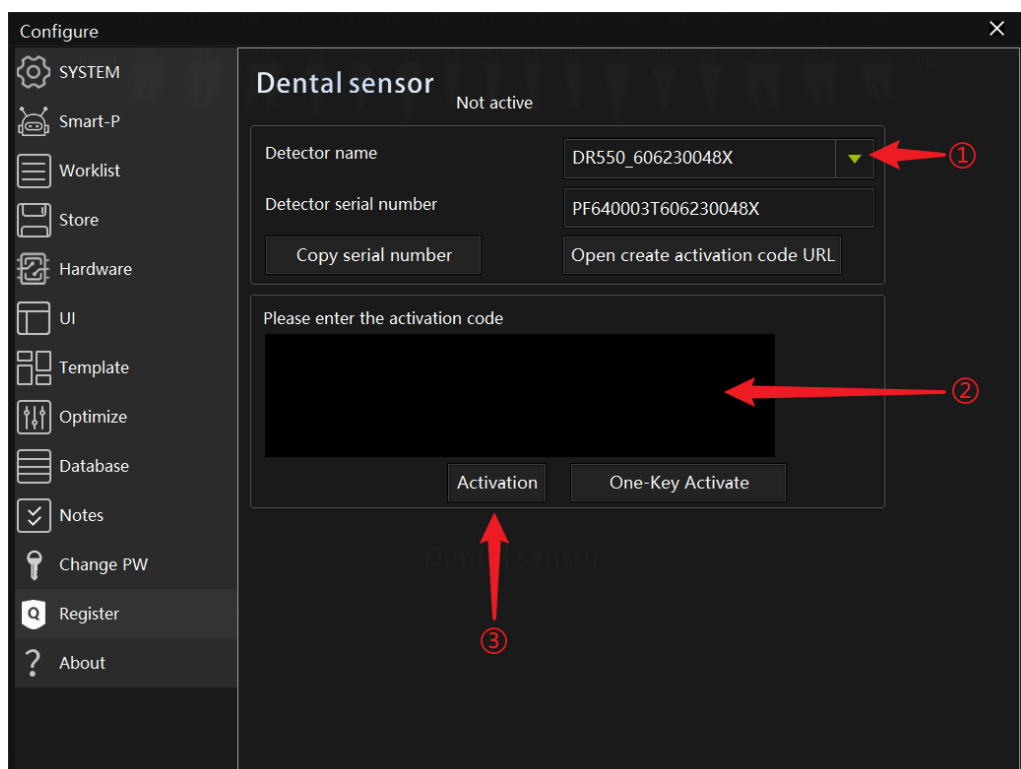 Configure
SYSTEM
Smart-P
Worklist
Store
Hardware
UI
Template
Optimize
Database
Notes
Change PW
Register
About
Dental sensor
Not active
Detector name
DR550_606230048X
①
Detector serial number
PF640003T606230048X
Copy serial number
Open create activation code URL
Please enter the activation code
②
Activation
One-Key Activate
Dental sensor
③